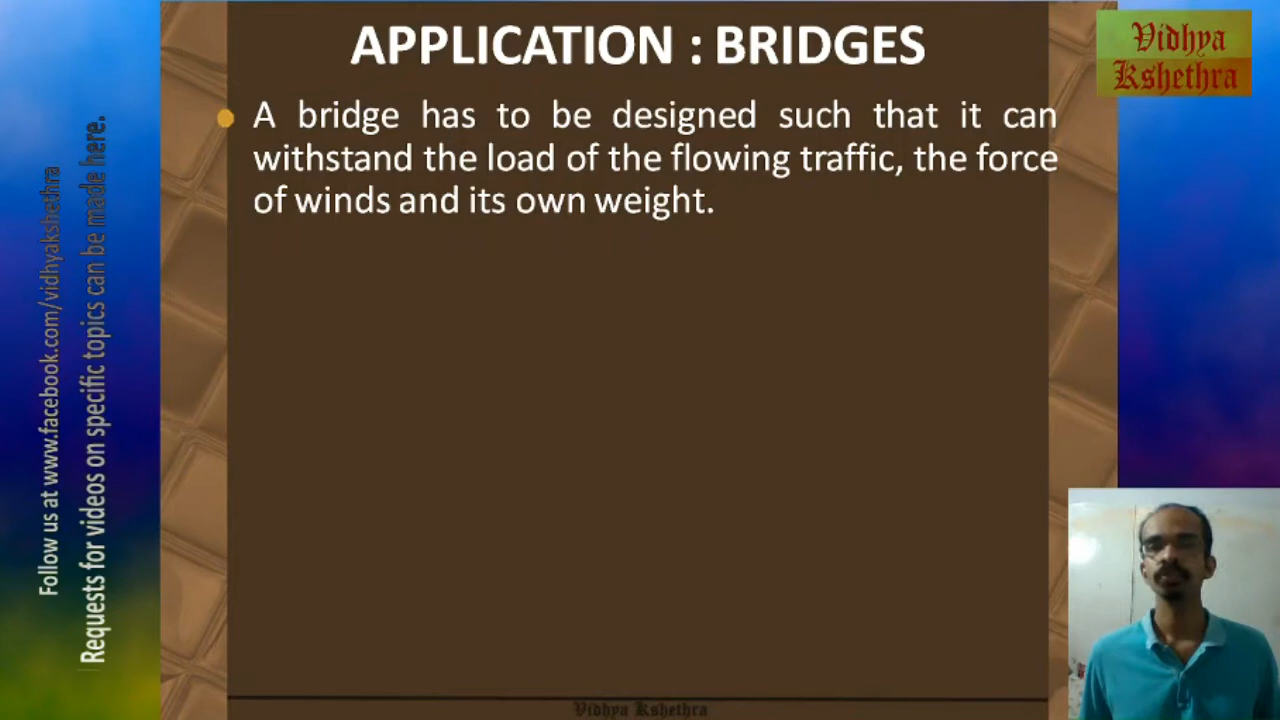 APPLICATION : BRIDGES
Vidhya
Kshethra
A bridge has to be designed such that it can
withstand the load of the flowing traffic, the force
of winds and its own weight.
Follow us at www.facebook.com/vidhyakshethra
Requests for videos on specific topics can be made here.
Vidhya Kshethra